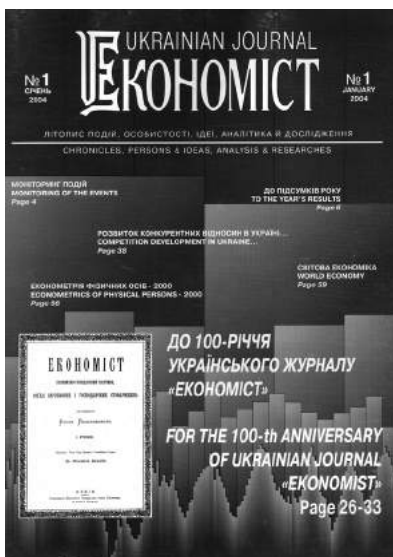 UKRAINIAN JOURNAL
ЕКОНОМІСТ
№1
СІЧЕНЬ
2004
№1
JANUARY
2004
ЛІТОПИС ПОДІЙ, ОСОБИСТОСТІ, ІДЕЇ, АНАЛІТИКА Й ДОСЛІДЖЕННЯ
CHRONICLES, PERSONS & IDEAS, ANALYSIS & RESEARCHES
МОНІТОРИНГ ПОДІЙ
MONITORING OF THE EVENTS
Page 4
ДО ПІДСУМКІВ РОКУ
TO THE YEAR'S RESULTS
Page 6
РОЗВИТОК КОНКУРЕНТНИХ ВІДНОСИН В УКРАЇНІ...
COMPETITION DEVELOPMENT IN UKRAINE...
Page 38
СВІТОВА ЕКОНОМІКА
WORLD ECONOMY
Page 59
ЕКОНОМЕТРІЯ ФІЗИЧНИХ ОСІБ - 2000
ECONOMETRICS OF PHYSICAL PERSONS - 2000
Page 66
ЕКОНОМІСТ
ДО 100-РІЧЧЯ
УКРАЇНСЬКОГО ЖУРНАЛУ
«ЕКОНОМІСТ»
FOR THE 100-th ANNIVERSARY
OF UKRAINIAN JOURNAL
«EKONOMIST»
Page 26-33